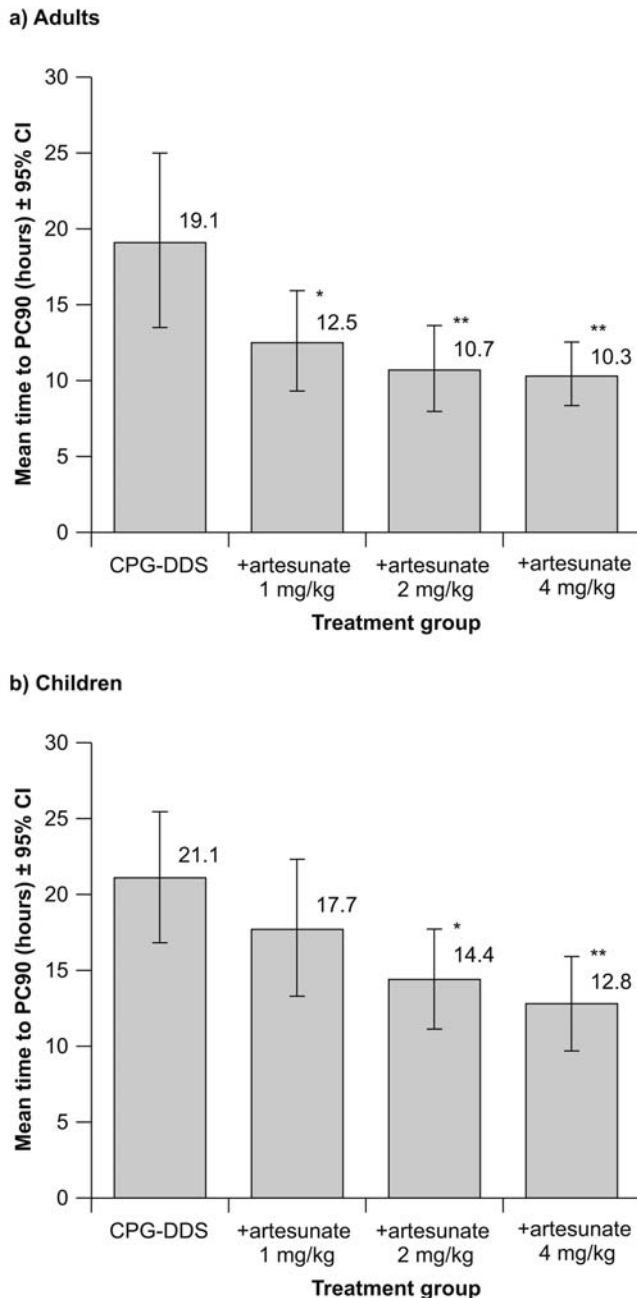 a) Adults
Mean time to PC90 (hours) ± 95% CI
30
25
20
15
10
5
0
19.1
*
12.5
**
10.7
**
10.3
CPG-DDS
+artesunate
1 mg/kg
+artesunate
2 mg/kg
+artesunate
4 mg/kg
Treatment group
b) Children
Mean time to PC90 (hours) ± 95% CI
30
25
20
15
10
5
0
21.1
17.7
*
14.4
**
12.8
CPG-DDS
+artesunate
1 mg/kg
+artesunate
2 mg/kg
+artesunate
4 mg/kg
Treatment group